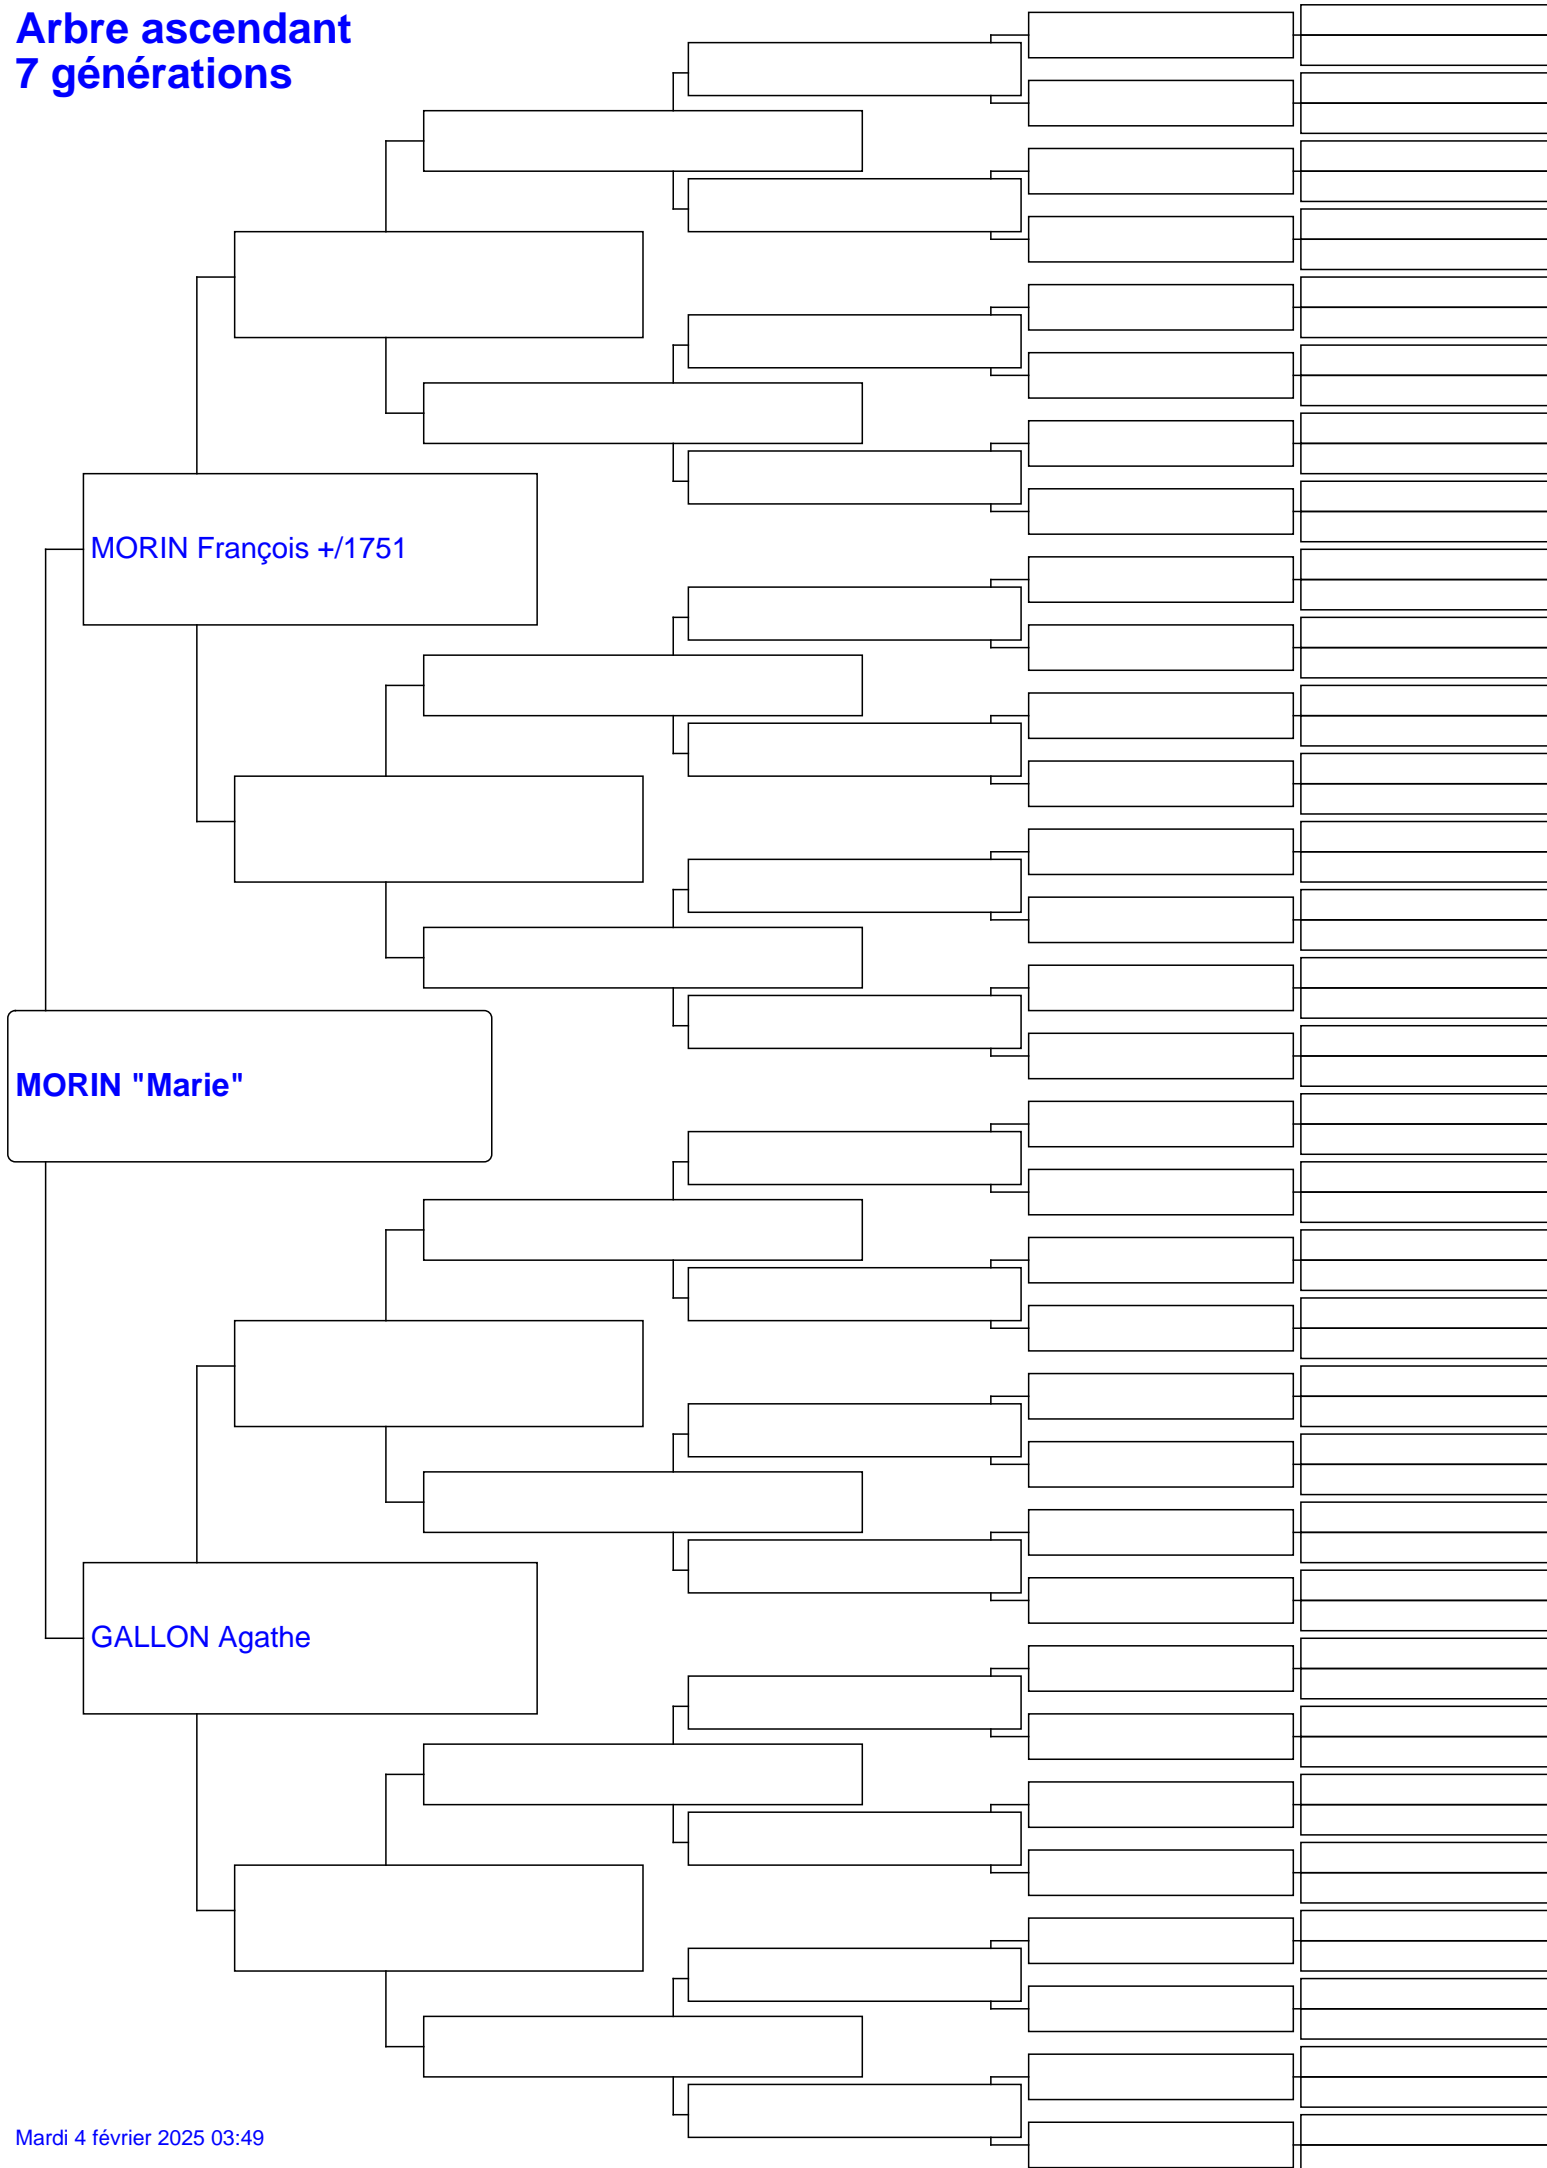 Arbre ascendant
7 générations
MORIN François +/1751
MORIN "Marie"
GALLON Agathe
Mardi 4 février 2025 03:49